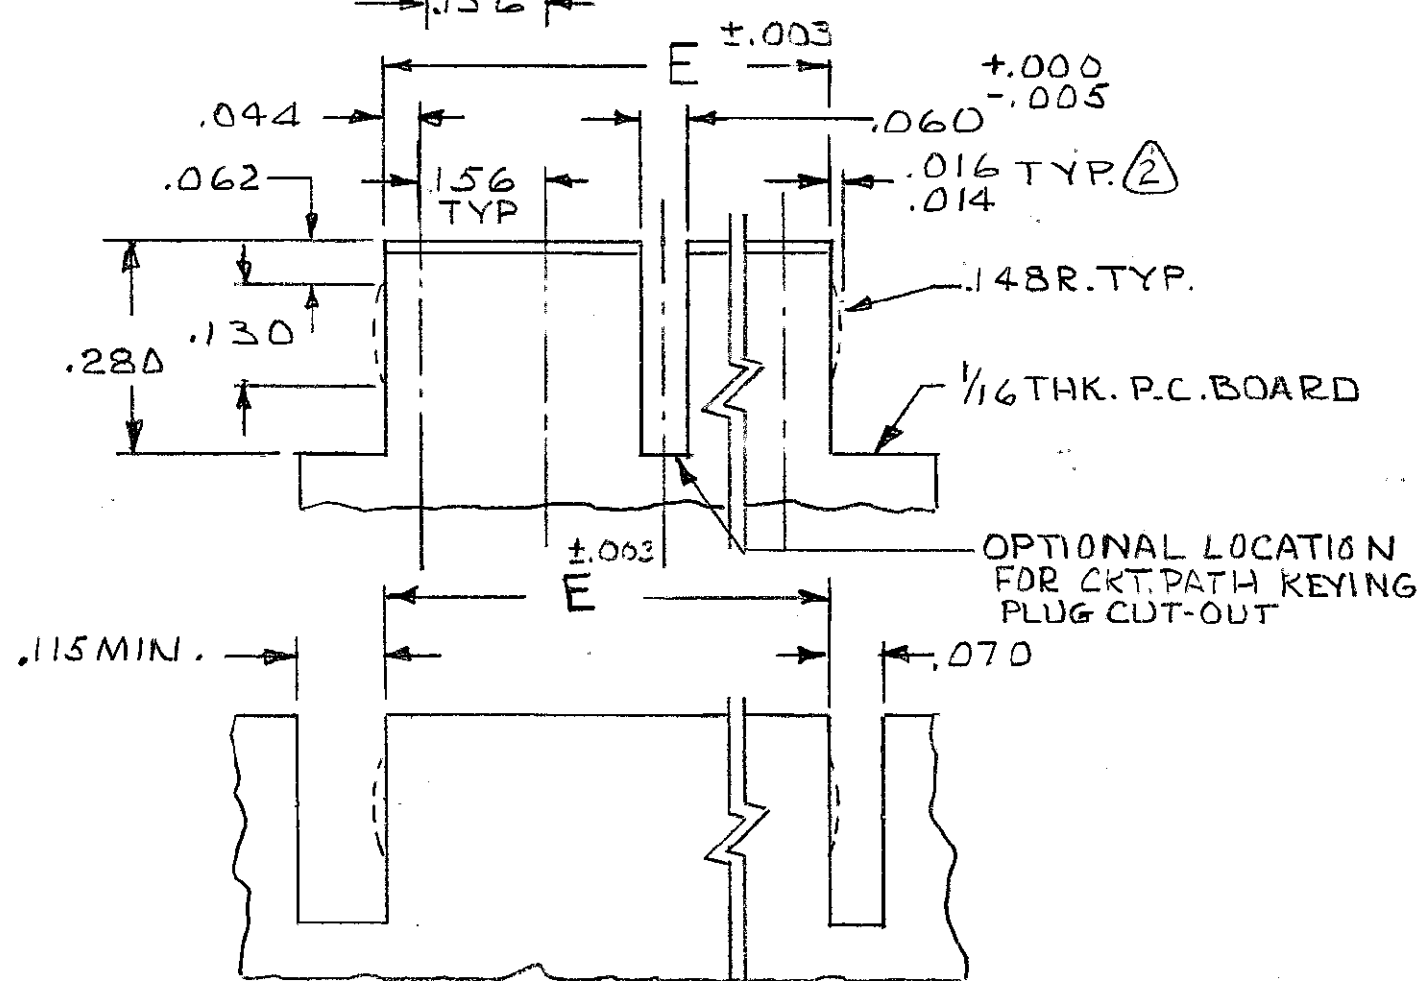 .156
E ±.003
+.000
-.005
.044
.060
.062
.156
TYP
.016 TYP. 2
.014
.148R. TYP.
.130
.280
1/16 THK. P.C. BOARD
±.003
E
OPTIONAL LOCATION
FOR CKT. PATH KEYING
PLUG CUT-OUT
.115 MIN.
.070